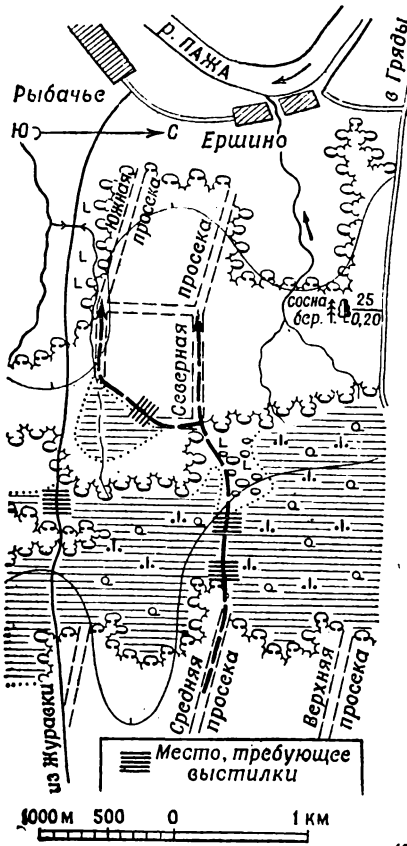 р. ПАЖА
Рыбачье
в Гряды
Ю
С
Ершино
Южная
просека
Северная
просека
сосна
бер.
25
0,20
Средняя
просека
Верхняя
просека
из Журавки
Место, требующее
выстилки
1000 м 500 0 1 км